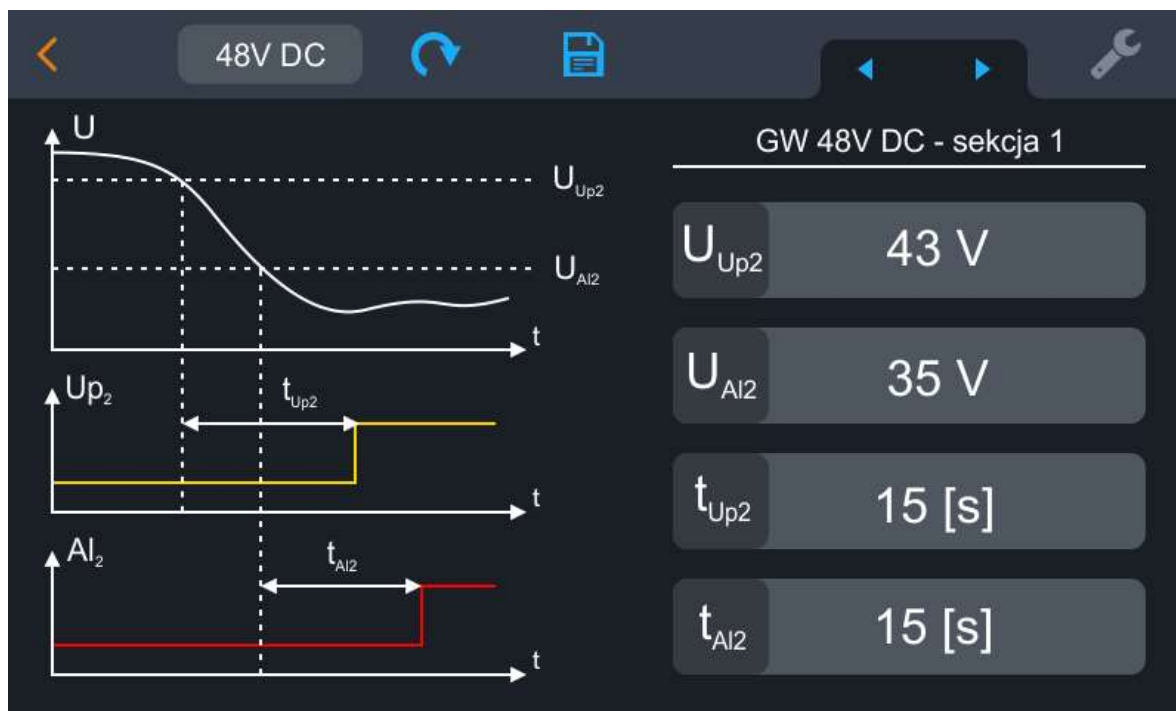 48V DC
U
U_Up2
U_Al2
t
Up₂
t_Up2
t
Al₂
t_Al2
t
GW 48V DC - sekcja 1
U_Up2 43 V
U_Al2 35 V
t_Up2 15 [s]
t_Al2 15 [s]